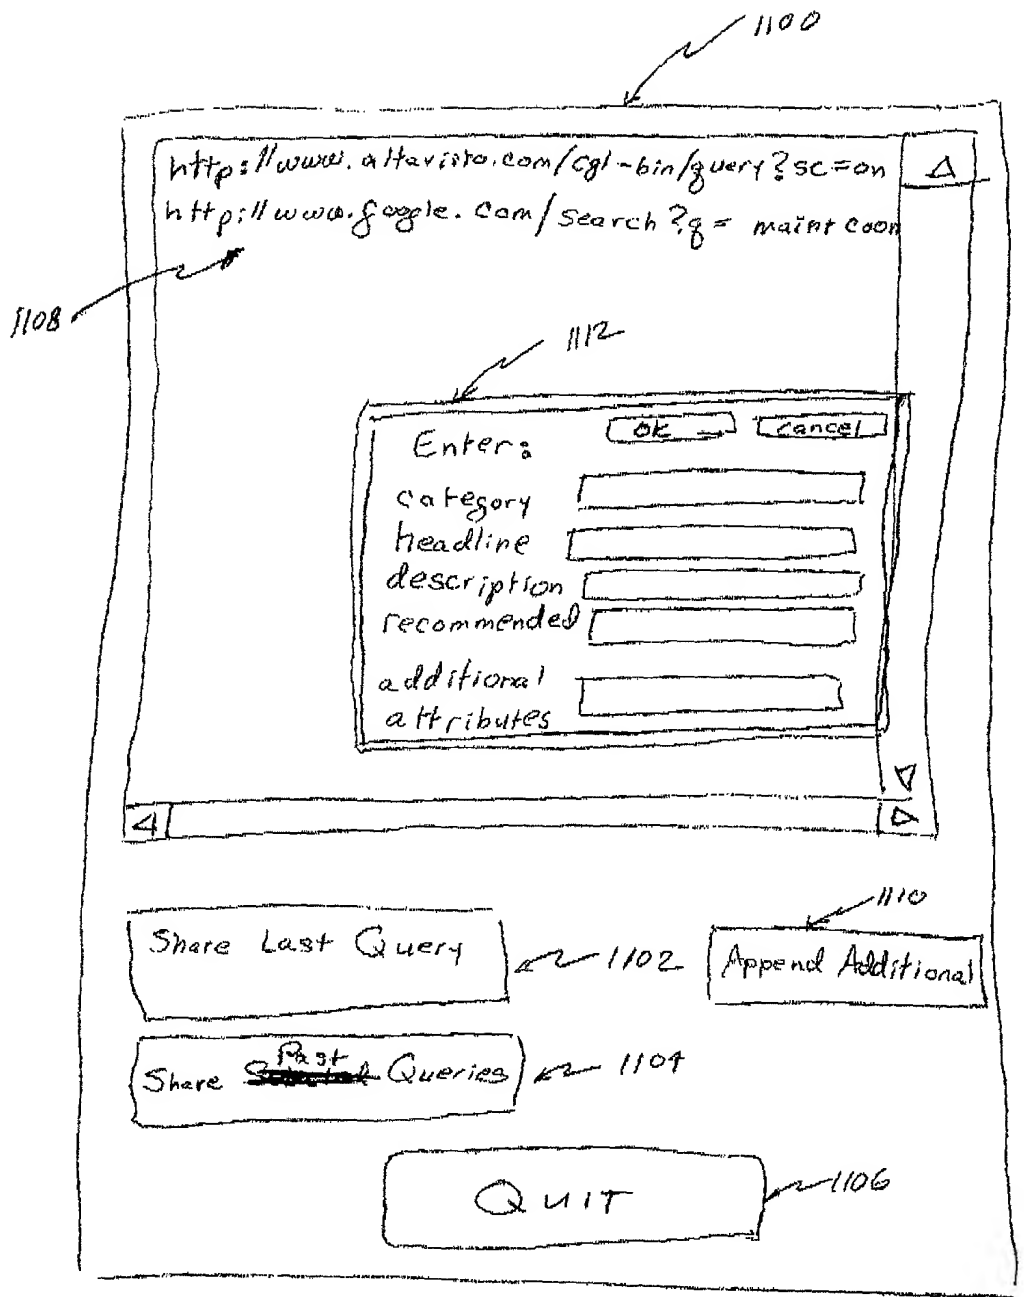 1100
http://www.altavista.com/cgi-bin/query?sc=on
http://www.google.com/search?q= maint coon
1108
1112
Enter:
OK
Cancel
category
headline
description
recommended
additional
attributes
1110
Share Last Query
1102
Append Additional
Share Past Queries
1104
QUIT
1106